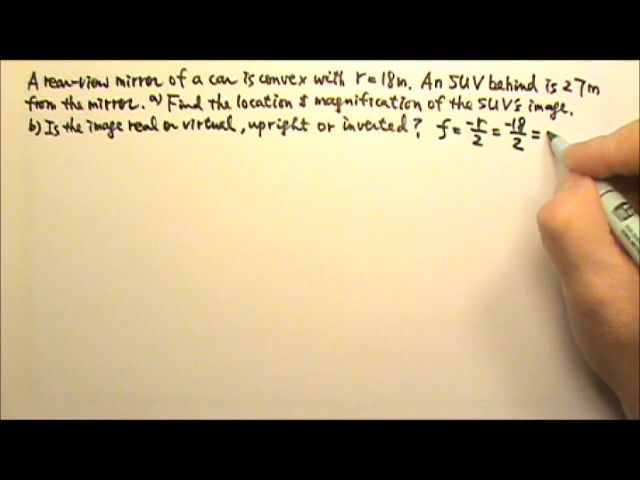 A rear-view mirror of a car is convex with r = 18m. An SUV behind is 27m
from the mirror. a) Find the location & magnification of the SUV's image.
b) Is the image real or virtual, upright or inverted? f = -r/2 = -18/2 =